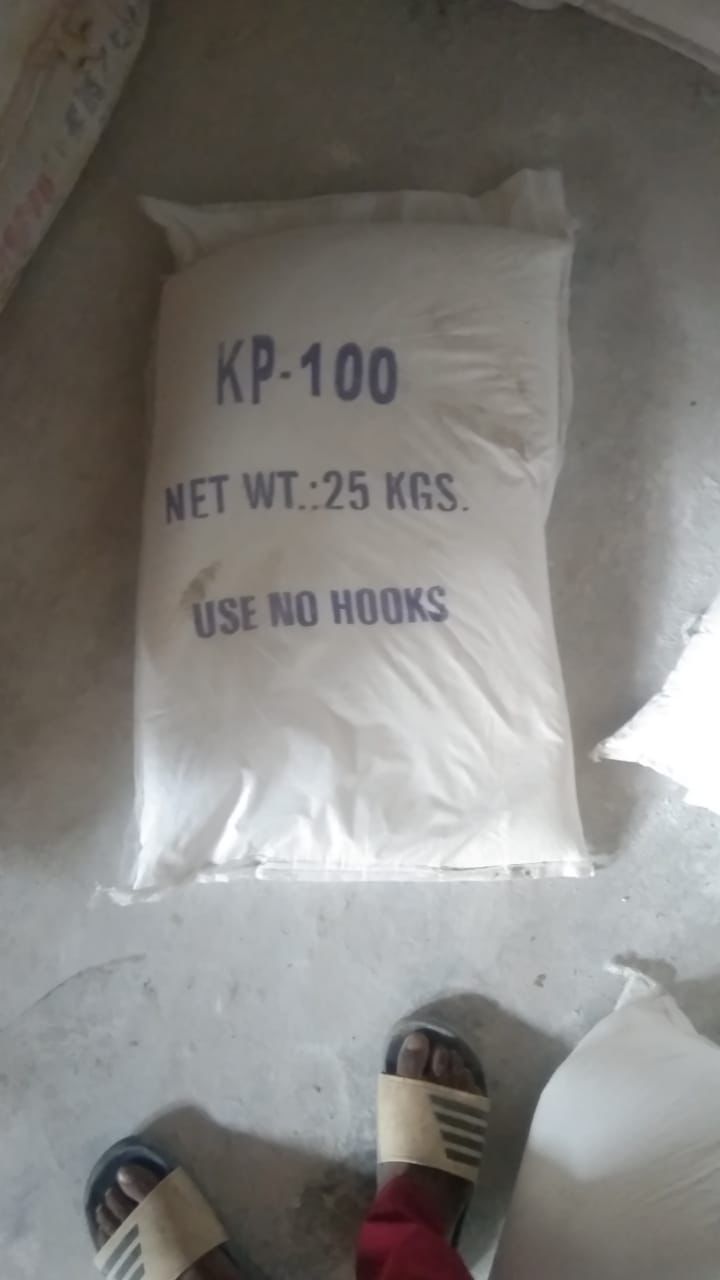 KP-100
NET WT.:25 KGS.
USE NO HOOKS